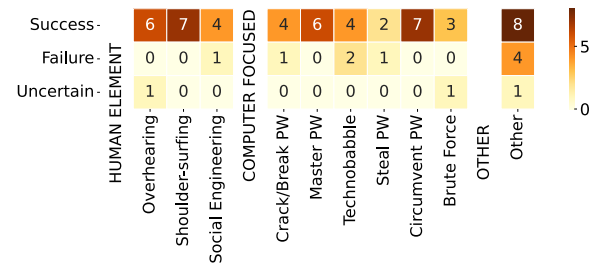 Success
6 7 4 4 6 4 2 7 3 8
Failure
0 0 1 1 0 2 1 0 0 4
Uncertain
1 0 0 0 0 0 0 0 1 1
HUMAN ELEMENT
Overhearing
Shoulder-surfing
Social Engineering
COMPUTER FOCUSED
Crack/Break PW
Master PW
Technobabble
Steal PW
Circumvent PW
Brute Force
OTHER
Other
5
0